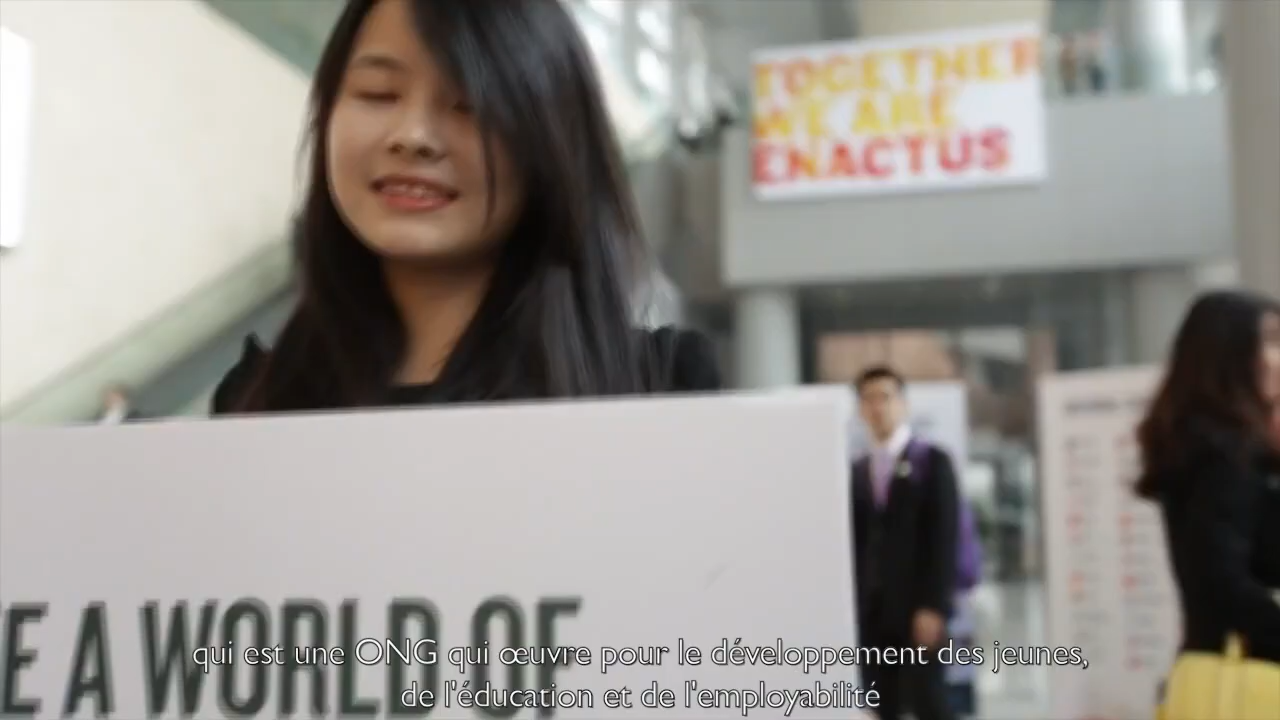 TOGETHER
WE ARE
ENACTUS
E A WORLD OF
qui est une ONG qui œuvre pour le développement des jeunes,
de l'éducation et de l'employabilité